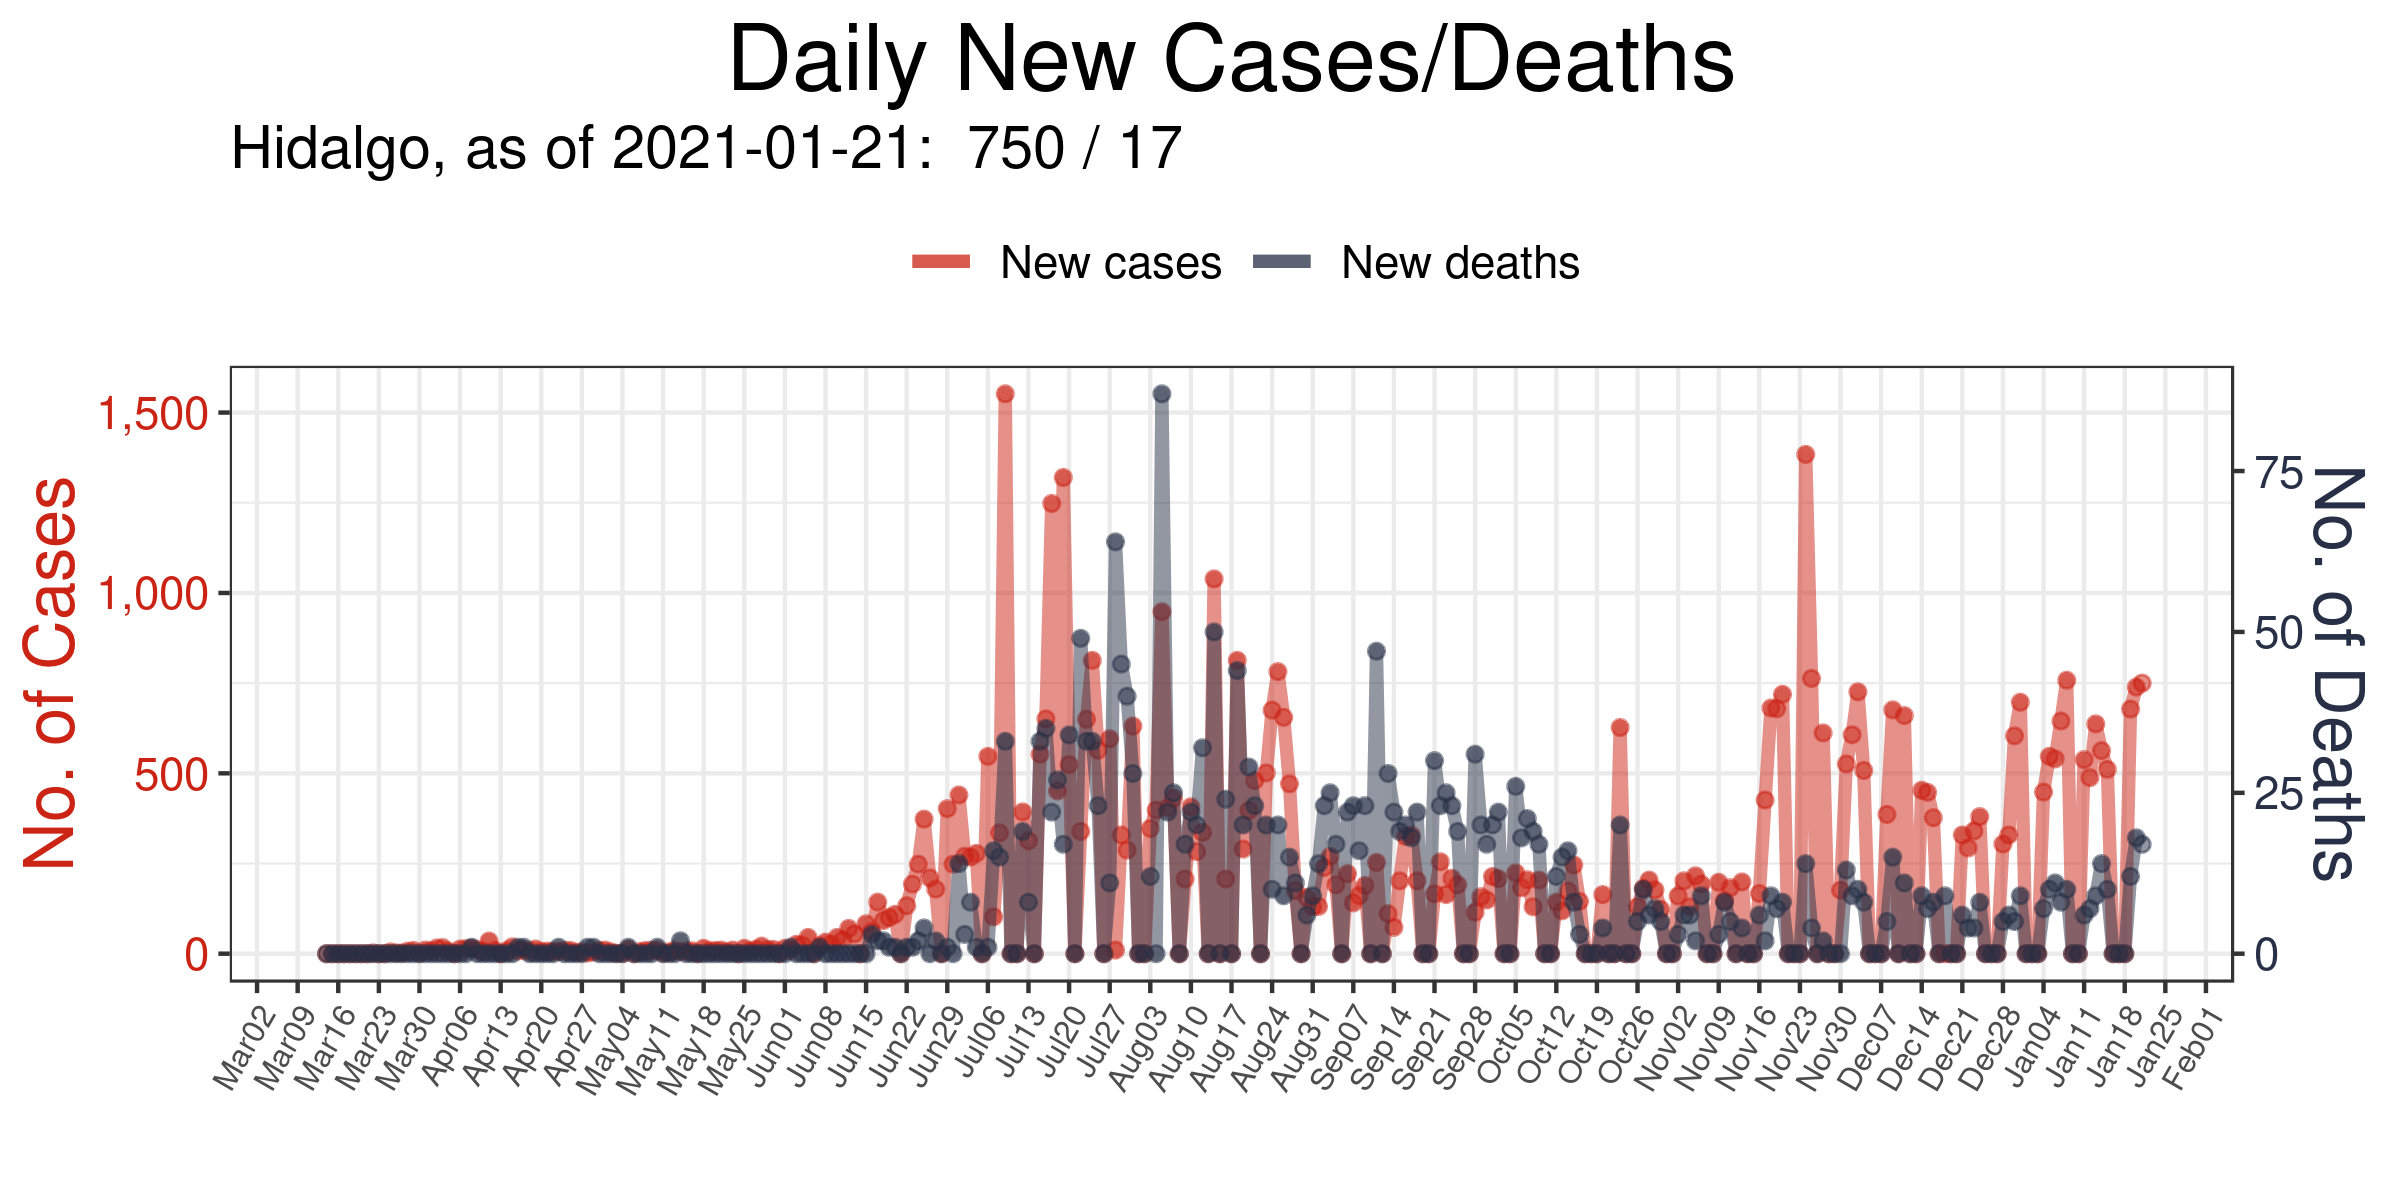 Daily New Cases/Deaths
Hidalgo, as of 2021-01-21:  750 / 17
New cases New deaths
No. of Cases
1,500
1,000
500
0
75
50
25
0
No. of Deaths
Mar02 Mar09 Mar16 Mar23 Mar30 Apr06 Apr13 Apr20 Apr27 May04 May11 May18 May25 Jun01 Jun08 Jun15 Jun22 Jun29 Jul06 Jul13 Jul20 Jul27 Aug03 Aug10 Aug17 Aug24 Aug31 Sep07 Sep14 Sep21 Sep28 Oct05 Oct12 Oct19 Oct26 Nov02 Nov09 Nov16 Nov23 Nov30 Dec07 Dec14 Dec21 Dec28 Jan04 Jan11 Jan18 Jan25 Feb01